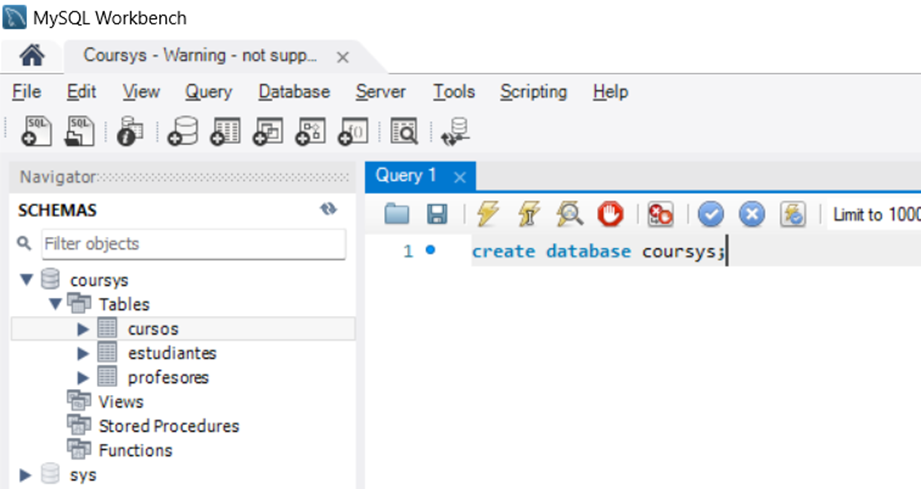 MySQL Workbench
Coursys - Warning - not supp...
File Edit View Query Database Server Tools Scripting Help
SQL SQL
Navigator
Query 1
SCHEMAS
Limit to 1000
Filter objects
1 create database coursys;
coursys
Tables
cursos
estudiantes
profesores
Views
Stored Procedures
Functions
sys